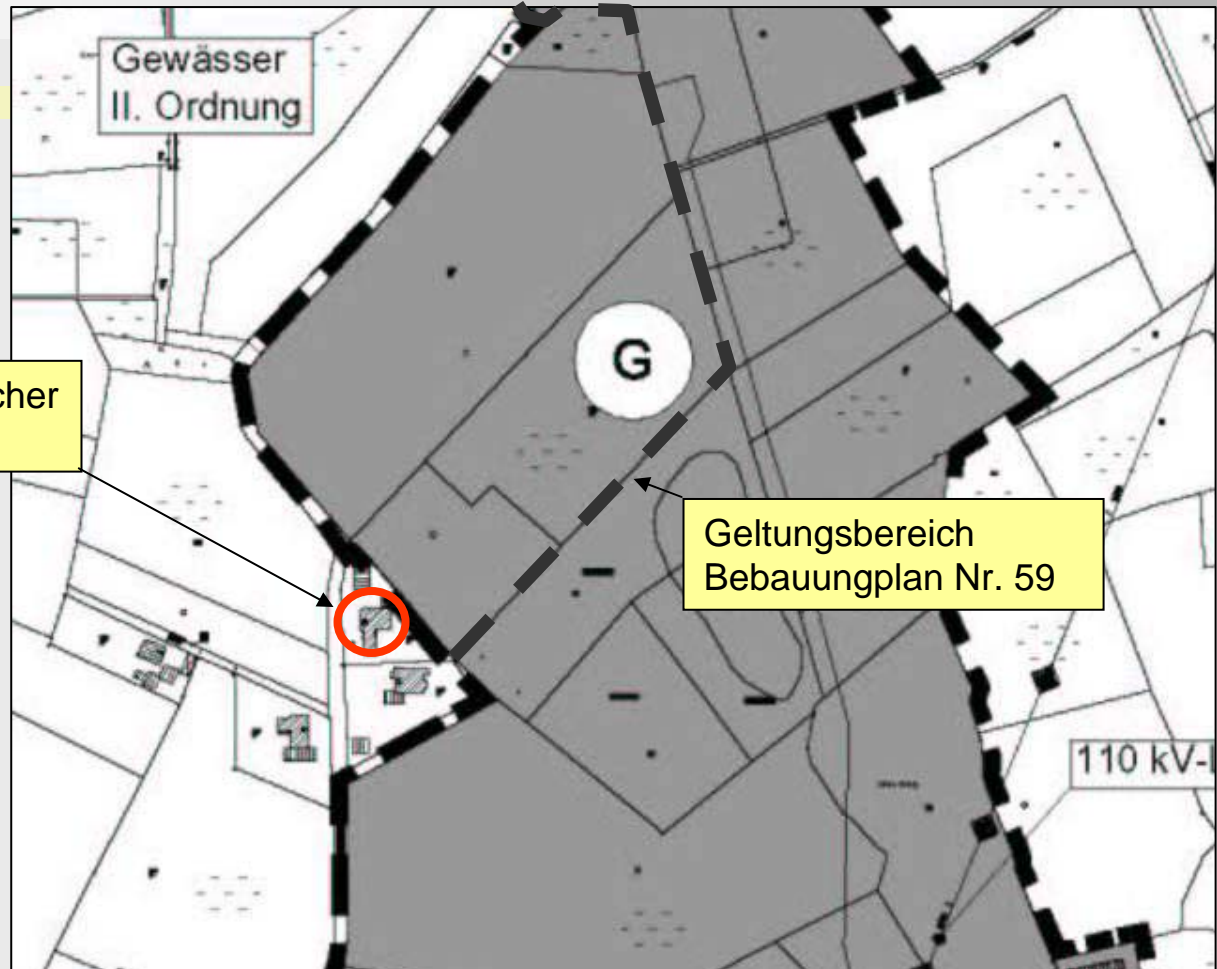 Gewässer
II. Ordnung
G
cher
Geltungsbereich
Bebauungplan Nr. 59
110 kV-